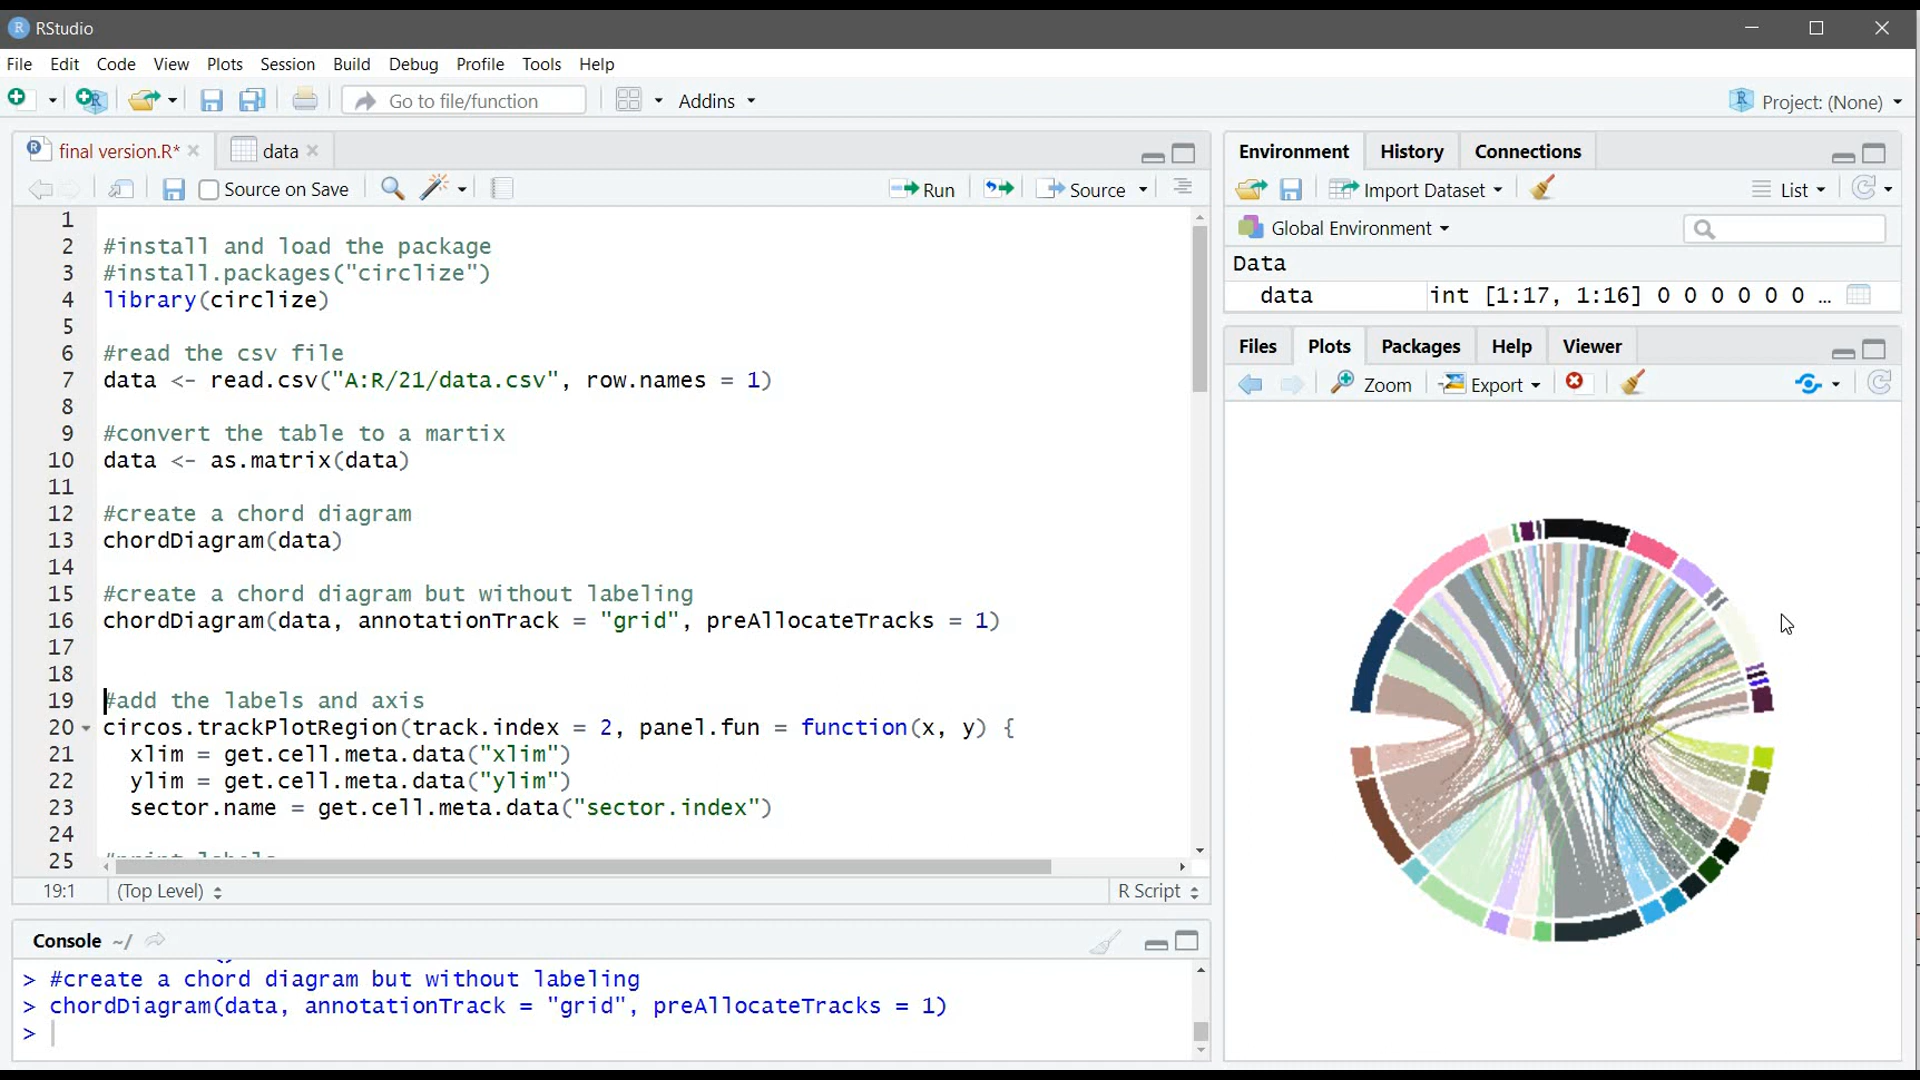 RStudio
File Edit Code View Plots Session Build Debug Profile Tools Help
Go to file/function Addins Project: (None)
final version.R* data
Source on Save Run Source
1
2 #install and load the package
3 #install.packages("circlize")
4 library(circlize)
5
6 #read the csv file
7 data <- read.csv("A:R/21/data.csv", row.names = 1)
8
9 #convert the table to a martix
10 data <- as.matrix(data)
11
12 #create a chord diagram
13 chordDiagram(data)
14
15 #create a chord diagram but without labeling
16 chordDiagram(data, annotationTrack = "grid", preAllocateTracks = 1)
17
18
19 #add the labels and axis
20 circos.trackPlotRegion(track.index = 2, panel.fun = function(x, y) {
21 xlim = get.cell.meta.data("xlim")
22 ylim = get.cell.meta.data("ylim")
23 sector.name = get.cell.meta.data("sector.index")
24
25 #print labels
19:1 (Top Level) R Script
Console ~/
> #create a chord diagram but without labeling
> chordDiagram(data, annotationTrack = "grid", preAllocateTracks = 1)
>
Environment History Connections
Import Dataset List
Global Environment
Data
data int [1:17, 1:16] 0 0 0 0 0 0 ...
Files Plots Packages Help Viewer
Zoom Export